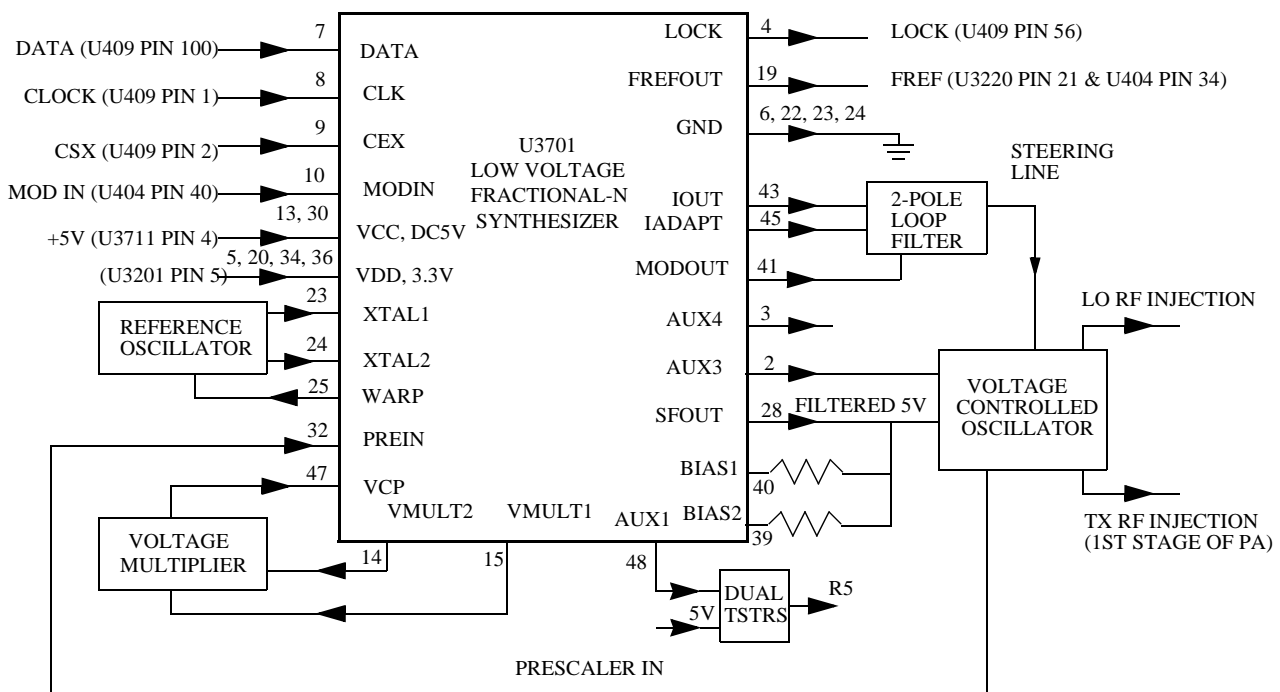 7
DATA (U409 PIN 100)
DATA
8
CLOCK (U409 PIN 1)
CLK
9
CSX (U409 PIN 2)
CEX
10
MOD IN (U404 PIN 40)
MODIN
13, 30
+5V (U3711 PIN 4)
VCC, DC5V
5, 20, 34, 36
(U3201 PIN 5)
VDD, 3.3V
23
XTAL1
REFERENCE
OSCILLATOR
24
XTAL2
25
WARP
32
PREIN
47
VCP
VOLTAGE
MULTIPLIER
VMULT2
14
VMULT1
15
AUX1
48
U3701
LOW VOLTAGE
FRACTIONAL-N
SYNTHESIZER
LOCK
4
LOCK (U409 PIN 56)
FREFOUT
19
FREF (U3220 PIN 21 & U404 PIN 34)
GND
6, 22, 23, 24
STEERING
LINE
IOUT
43
IADAPT
45
2-POLE
LOOP
FILTER
MODOUT
41
AUX4
3
LO RF INJECTION
AUX3
2
VOLTAGE
CONTROLLED
OSCILLATOR
SFOUT
28
FILTERED 5V
BIAS1
40
BIAS2
39
TX RF INJECTION
(1ST STAGE OF PA)
5V
DUAL
TSTRS
R5
PRESCALER IN